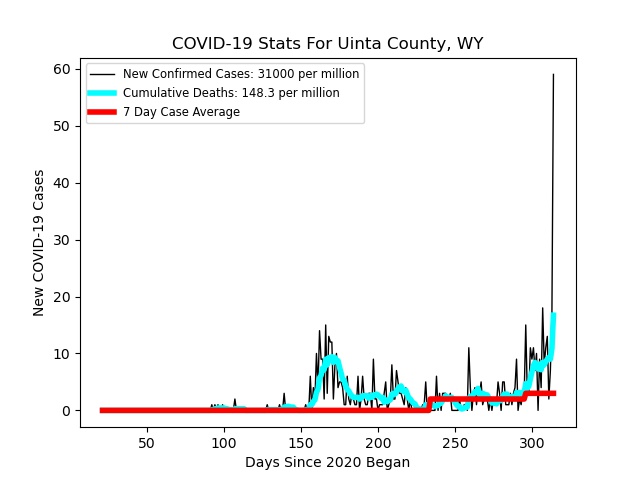 COVID-19 Stats For Uinta County, WY
New Confirmed Cases: 31000 per million
Cumulative Deaths: 148.3 per million
7 Day Case Average
60
50
40
30
20
10
0
New COVID-19 Cases
50 100 150 200 250 300
Days Since 2020 Began